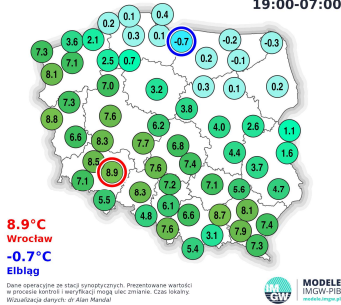 19:00-07:00
0.2 0.1 0.4
7.3 3.6 2.1 0.3 0.1 -0.7 -0.2 -0.3
8.1 7.1 2.5 0.7 0.2 -0.1
7.0 3.2 0.3 0.1 0.2
7.3 3.8
8.8 7.6 6.2 4.0 2.6 1.1
6.6 8.3 7.7 6.8 4.4 1.6
8.5 8.9 7.6 7.4 3.7
7.1 8.3 7.2 7.1 6.6 4.7
5.5 4.8 6.1 6.6 8.7 8.1
7.6 3.1 7.9 7.4
5.4 7.3
8.9°C
Wrocław
-0.7°C
Elbląg
Dane operacyjne ze stacji synoptycznych. Prezentowane wartości
w procesie kontroli i weryfikacji mogą ulec zmianie. Czas lokalny.
Wizualizacja danych: dr Alan Mandal
IMGW
MODELE
IMGW-PIB